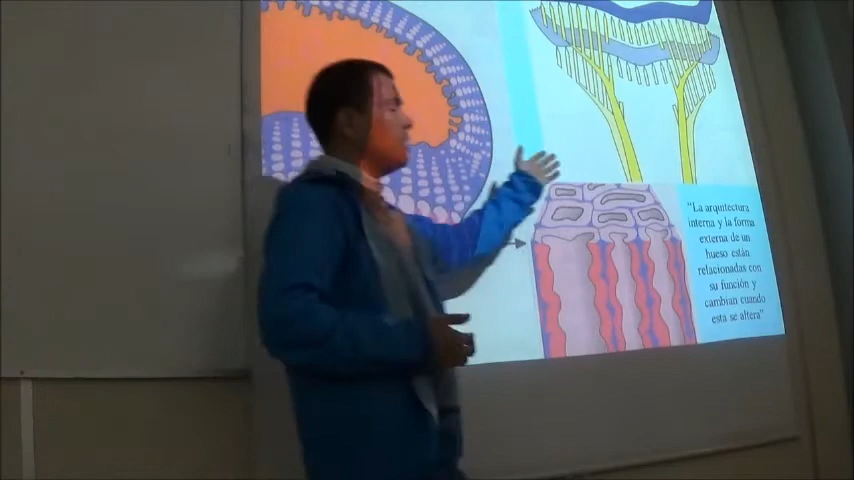 “La arquitectura
interna y la forma
externa de un
hueso están
relacionadas con
su función y
cambian cuando
esta se altera”